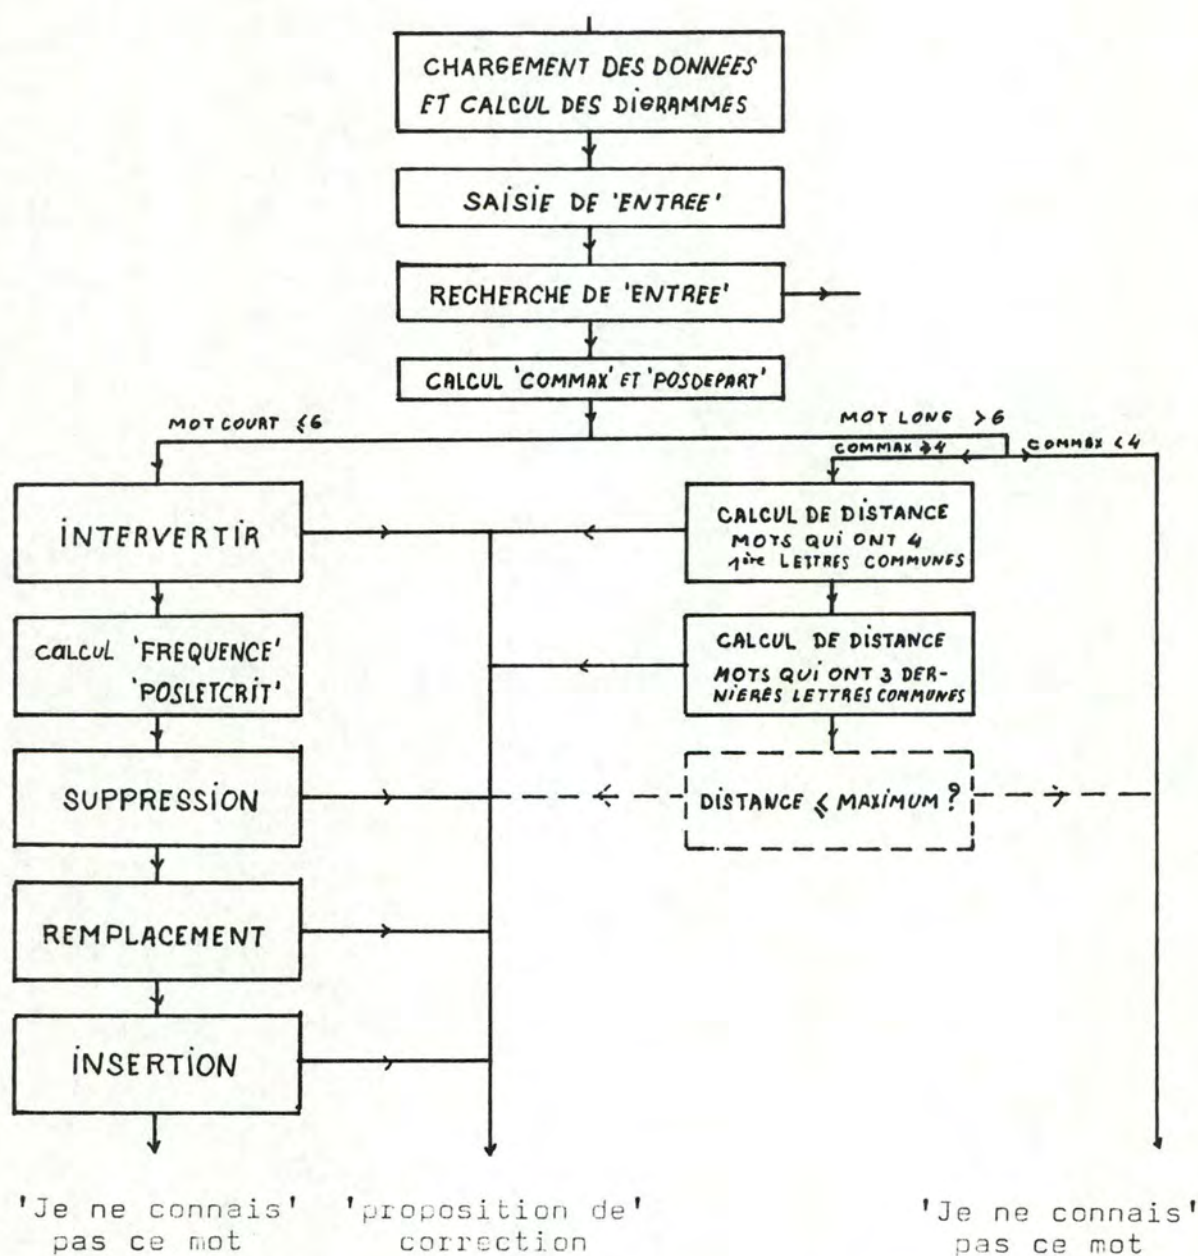 CHARGEMENT DES DONNEES
ET CALCUL DES DIGRAMMES
SAISIE DE 'ENTREE'
RECHERCHE DE 'ENTREE'
CALCUL 'COMMAX' ET 'POSDEPART'
MOT COURT ≤6
MOT LONG >6
COMMAX ≥4
COMMAX <4
INTERVERTIR
CALCUL DE DISTANCE
MOTS QUI ONT 4
1ère LETTRES COMMUNES
CALCUL 'FREQUENCE'
'POSLETCRIT'
CALCUL DE DISTANCE
MOTS QUI ONT 3 DER-
NIERES LETTRES COMMUNES
SUPPRESSION
DISTANCE ≤ MAXIMUM ?
REMPLACEMENT
INSERTION
'Je ne connais'
pas ce mot
'proposition de'
correction
'Je ne connais'
pas ce mot